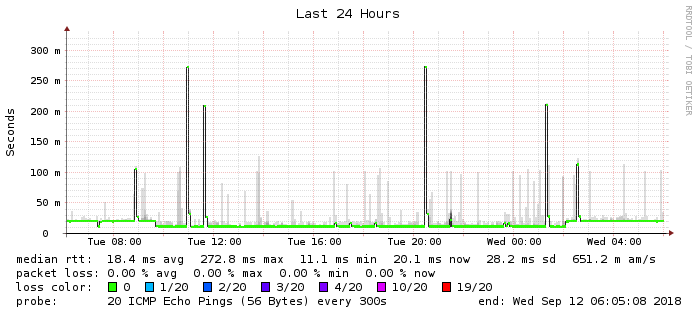 Last 24 Hours
RRDTOOL / TOBI OETIKER
Seconds
300 m
250 m
200 m
150 m
100 m
50 m
0
Tue 08:00 Tue 12:00 Tue 16:00 Tue 20:00 Wed 00:00 Wed 04:00
median rtt: 18.4 ms avg 272.8 ms max 11.1 ms min 20.1 ms now 28.2 ms sd 651.2 m am/s
packet loss: 0.00 % avg 0.00 % max 0.00 % min 0.00 % now
loss color: 0 1/20 2/20 3/20 4/20 10/20 19/20
probe: 20 ICMP Echo Pings (56 Bytes) every 300s end: Wed Sep 12 06:05:08 2018